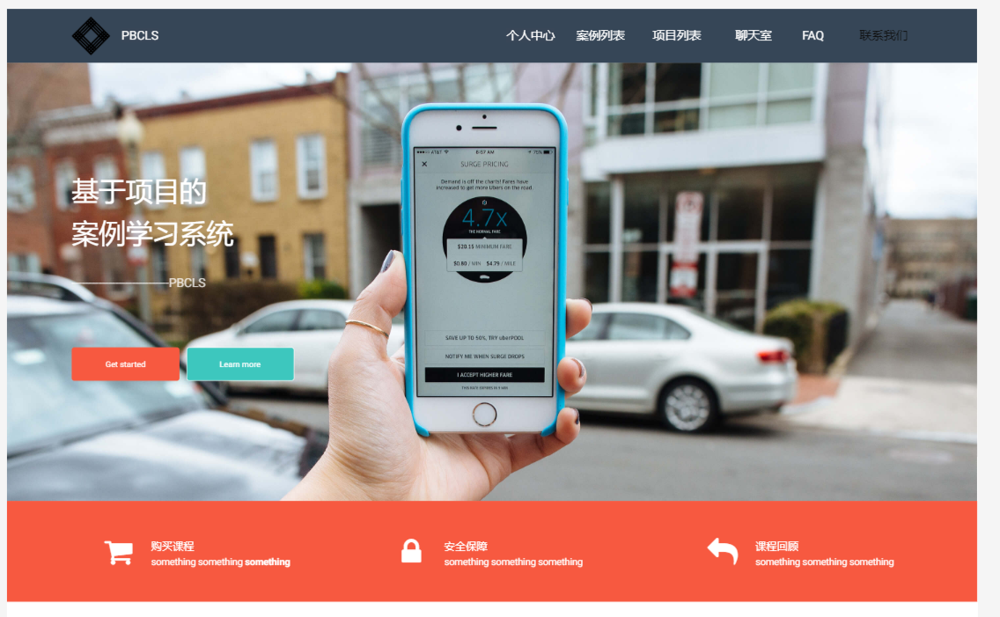 PBCLS
个人中心 案例列表 项目列表 聊天室 FAQ 联系我们
基于项目的
案例学习系统
PBCLS
Get started
Learn more
AT&T 8:57 AM 75%
SURGE PRICING
Demand is off the charts! Fares have
increased to get more Ubers on the road.
4.7x
THE NORMAL FARE
$20.15 MINIMUM FARE
$0.80 / MIN $4.79 / MILE
SAVE UP TO 50%, TRY uberPOOL
NOTIFY ME WHEN SURGE DROPS
I ACCEPT HIGHER FARE
购买课程
something something something
安全保障
something something something
课程回顾
something something something